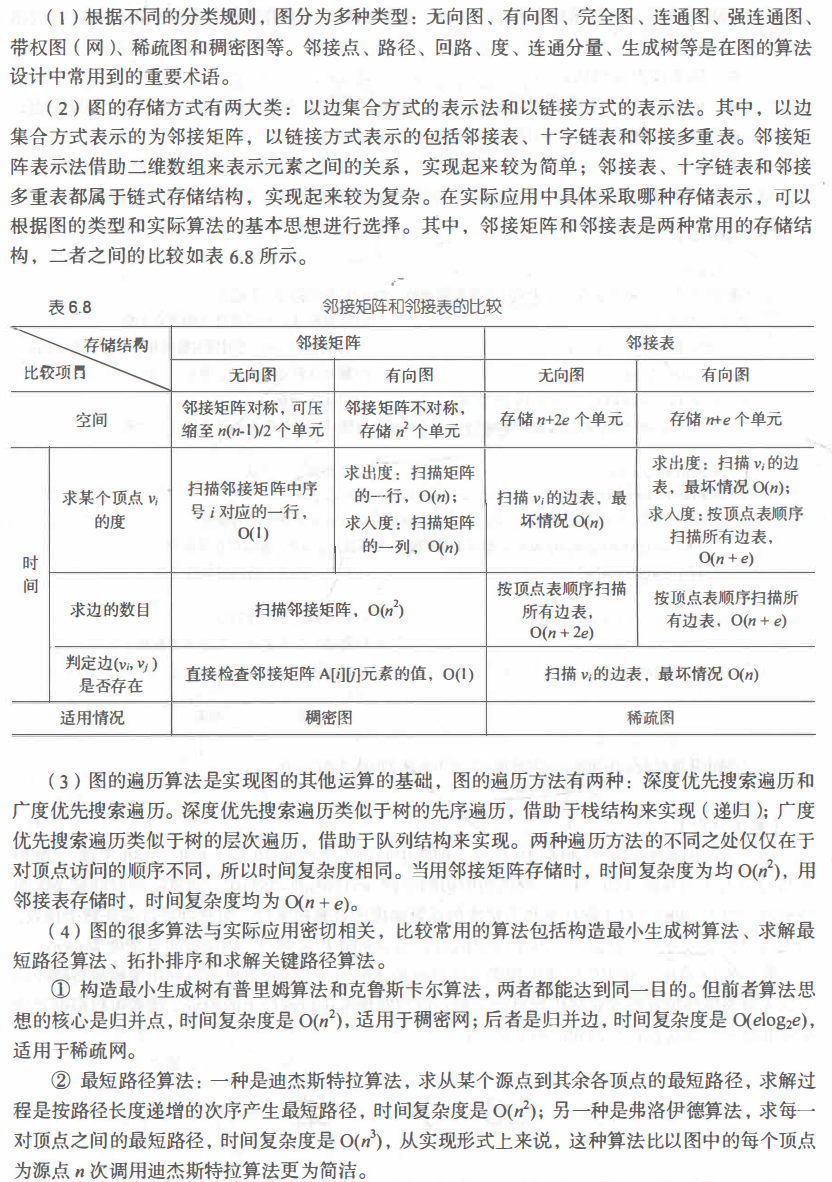 （1）根据不同的分类规则，图分为多种类型：无向图、有向图、完全图、连通图、强连通图、
带权图（网）、稀疏图和稠密图等。邻接点、路径、回路、度、连通分量、生成树等是在图的算法
设计中常用到的重要术语。
（2）图的存储方式有两大类：以边集合方式的表示法和以链接方式的表示法。其中，以边
集合方式表示的为邻接矩阵，以链接方式表示的包括邻接表、十字链表和邻接多重表。邻接矩
阵表示法借助二维数组来表示元素之间的关系，实现起来较为简单；邻接表、十字链表和邻接
多重表都属于链式存储结构，实现起来较为复杂。在实际应用中具体采取哪种存储表示，可以
根据图的类型和实际算法的基本思想进行选择。其中，邻接矩阵和邻接表是两种常用的存储结
构，二者之间的比较如表 6.8 所示。
表 6.8 邻接矩阵和邻接表的比较
存储结构 邻接矩阵 邻接表
比较项目 无向图 有向图 无向图 有向图
空间
邻接矩阵对称，可压
缩至 n(n-1)/2 个单元
邻接矩阵不对称，
存储 n² 个单元
存储 n+2e 个单元
存储 n+e 个单元
时
间
求某个顶点 vi
的度
扫描邻接矩阵中序
号 i 对应的一行，
O(1)
求出度：扫描矩阵
的一行，O(n)；
求入度：扫描矩阵
的一列，O(n)
扫描 vi的边表，最
坏情况 O(n)
求出度：扫描 vi的边
表，最坏情况 O(n)；
求入度：按顶点表顺序
扫描所有边表，
O(n + e)
求边的数目
扫描邻接矩阵，O(n²)
按顶点表顺序扫描
所有边表，
O(n + 2e)
按顶点表顺序扫描所
有边表，O(n + e)
判定边(vi, vj )
是否存在
直接检查邻接矩阵 A[i][j]元素的值，O(1)
扫描 vi的边表，最坏情况 O(n)
适用情况 稠密图 稀疏图
（3）图的遍历算法是实现图的其他运算的基础，图的遍历方法有两种：深度优先搜索遍历和
广度优先搜索遍历。深度优先搜索遍历类似于树的先序遍历，借助于栈结构来实现（递归）；广度
优先搜索遍历类似于树的层次遍历，借助于队列结构来实现。两种遍历方法的不同之处仅仅在于
对顶点访问的顺序不同，所以时间复杂度相同。当用邻接矩阵存储时，时间复杂度为均 O(n²)，用
邻接表存储时，时间复杂度均为 O(n + e)。
（4）图的很多算法与实际应用密切相关，比较常用的算法包括构造最小生成树算法、求解最
短路径算法、拓扑排序和求解关键路径算法。
① 构造最小生成树有普里姆算法和克鲁斯卡尔算法，两者都能达到同一目的。但前者算法思
想的核心是归并点，时间复杂度是 O(n²)，适用于稠密网；后者是归并边，时间复杂度是 O(elog₂e)，
适用于稀疏网。
② 最短路径算法：一种是迪杰斯特拉算法，求从某个源点到其余各顶点的最短路径，求解过
程是按路径长度递增的次序产生最短路径，时间复杂度是 O(n²)；另一种是弗洛伊德算法，求每一
对顶点之间的最短路径，时间复杂度是 O(n³)，从实现形式上来说，这种算法比以图中的每个顶点
为源点 n 次调用迪杰斯特拉算法更为简洁。